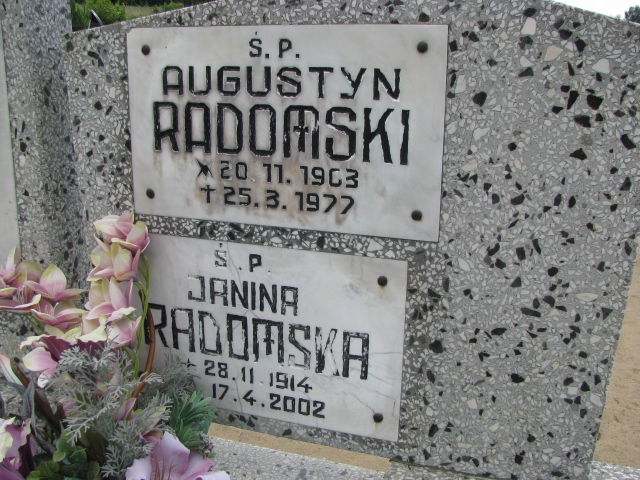 Ś. P.
AUGUSTYN
RADOMSKI
* 20. 11. 1903
† 25. 3. 1977
Ś. P.
JANINA
RADOMSKA
* 28 11 1914
17. 4. 2002